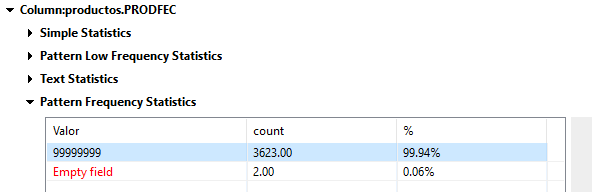 Column:productos.PRODFEC
Simple Statistics
Pattern Low Frequency Statistics
Text Statistics
Pattern Frequency Statistics
Valor count %
99999999 3623.00 99.94%
Empty field 2.00 0.06%